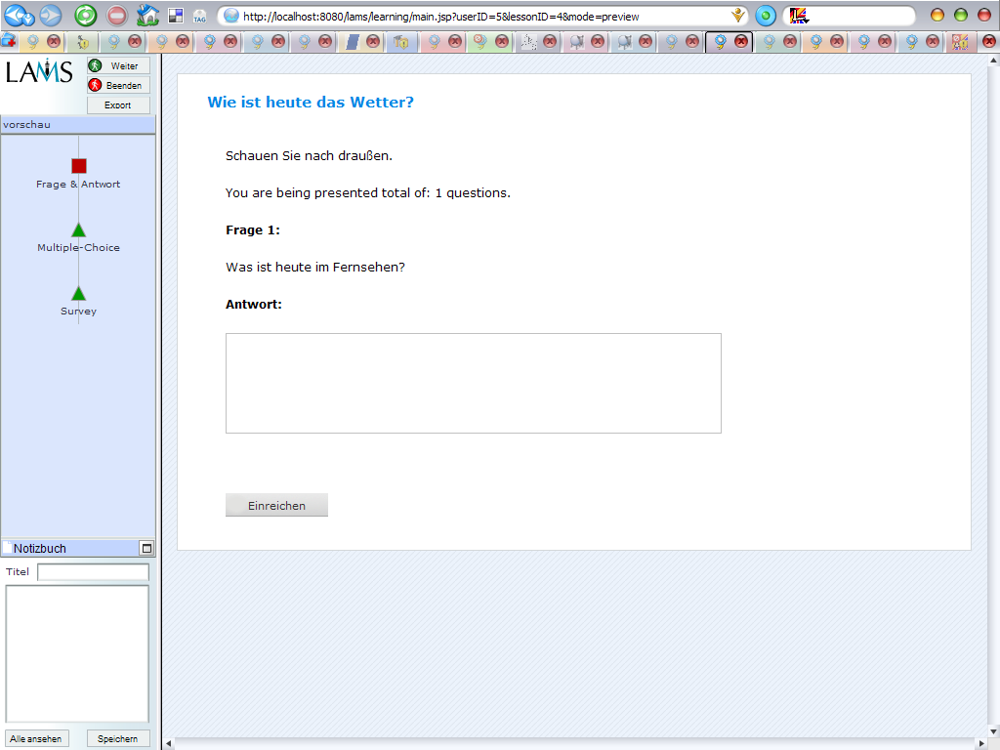 TAG
http://localhost:8080/lams/learning/main.jsp?userID=5&lessonID=4&mode=preview
LAMS
Weiter
Beenden
Export
vorschau
Frage & Antwort
Multiple-Choice
Survey
Wie ist heute das Wetter?
Schauen Sie nach draußen.
You are being presented total of: 1 questions.
Frage 1:
Was ist heute im Fernsehen?
Antwort:
Einreichen
Notizbuch
Titel
Alle ansehen
Speichern